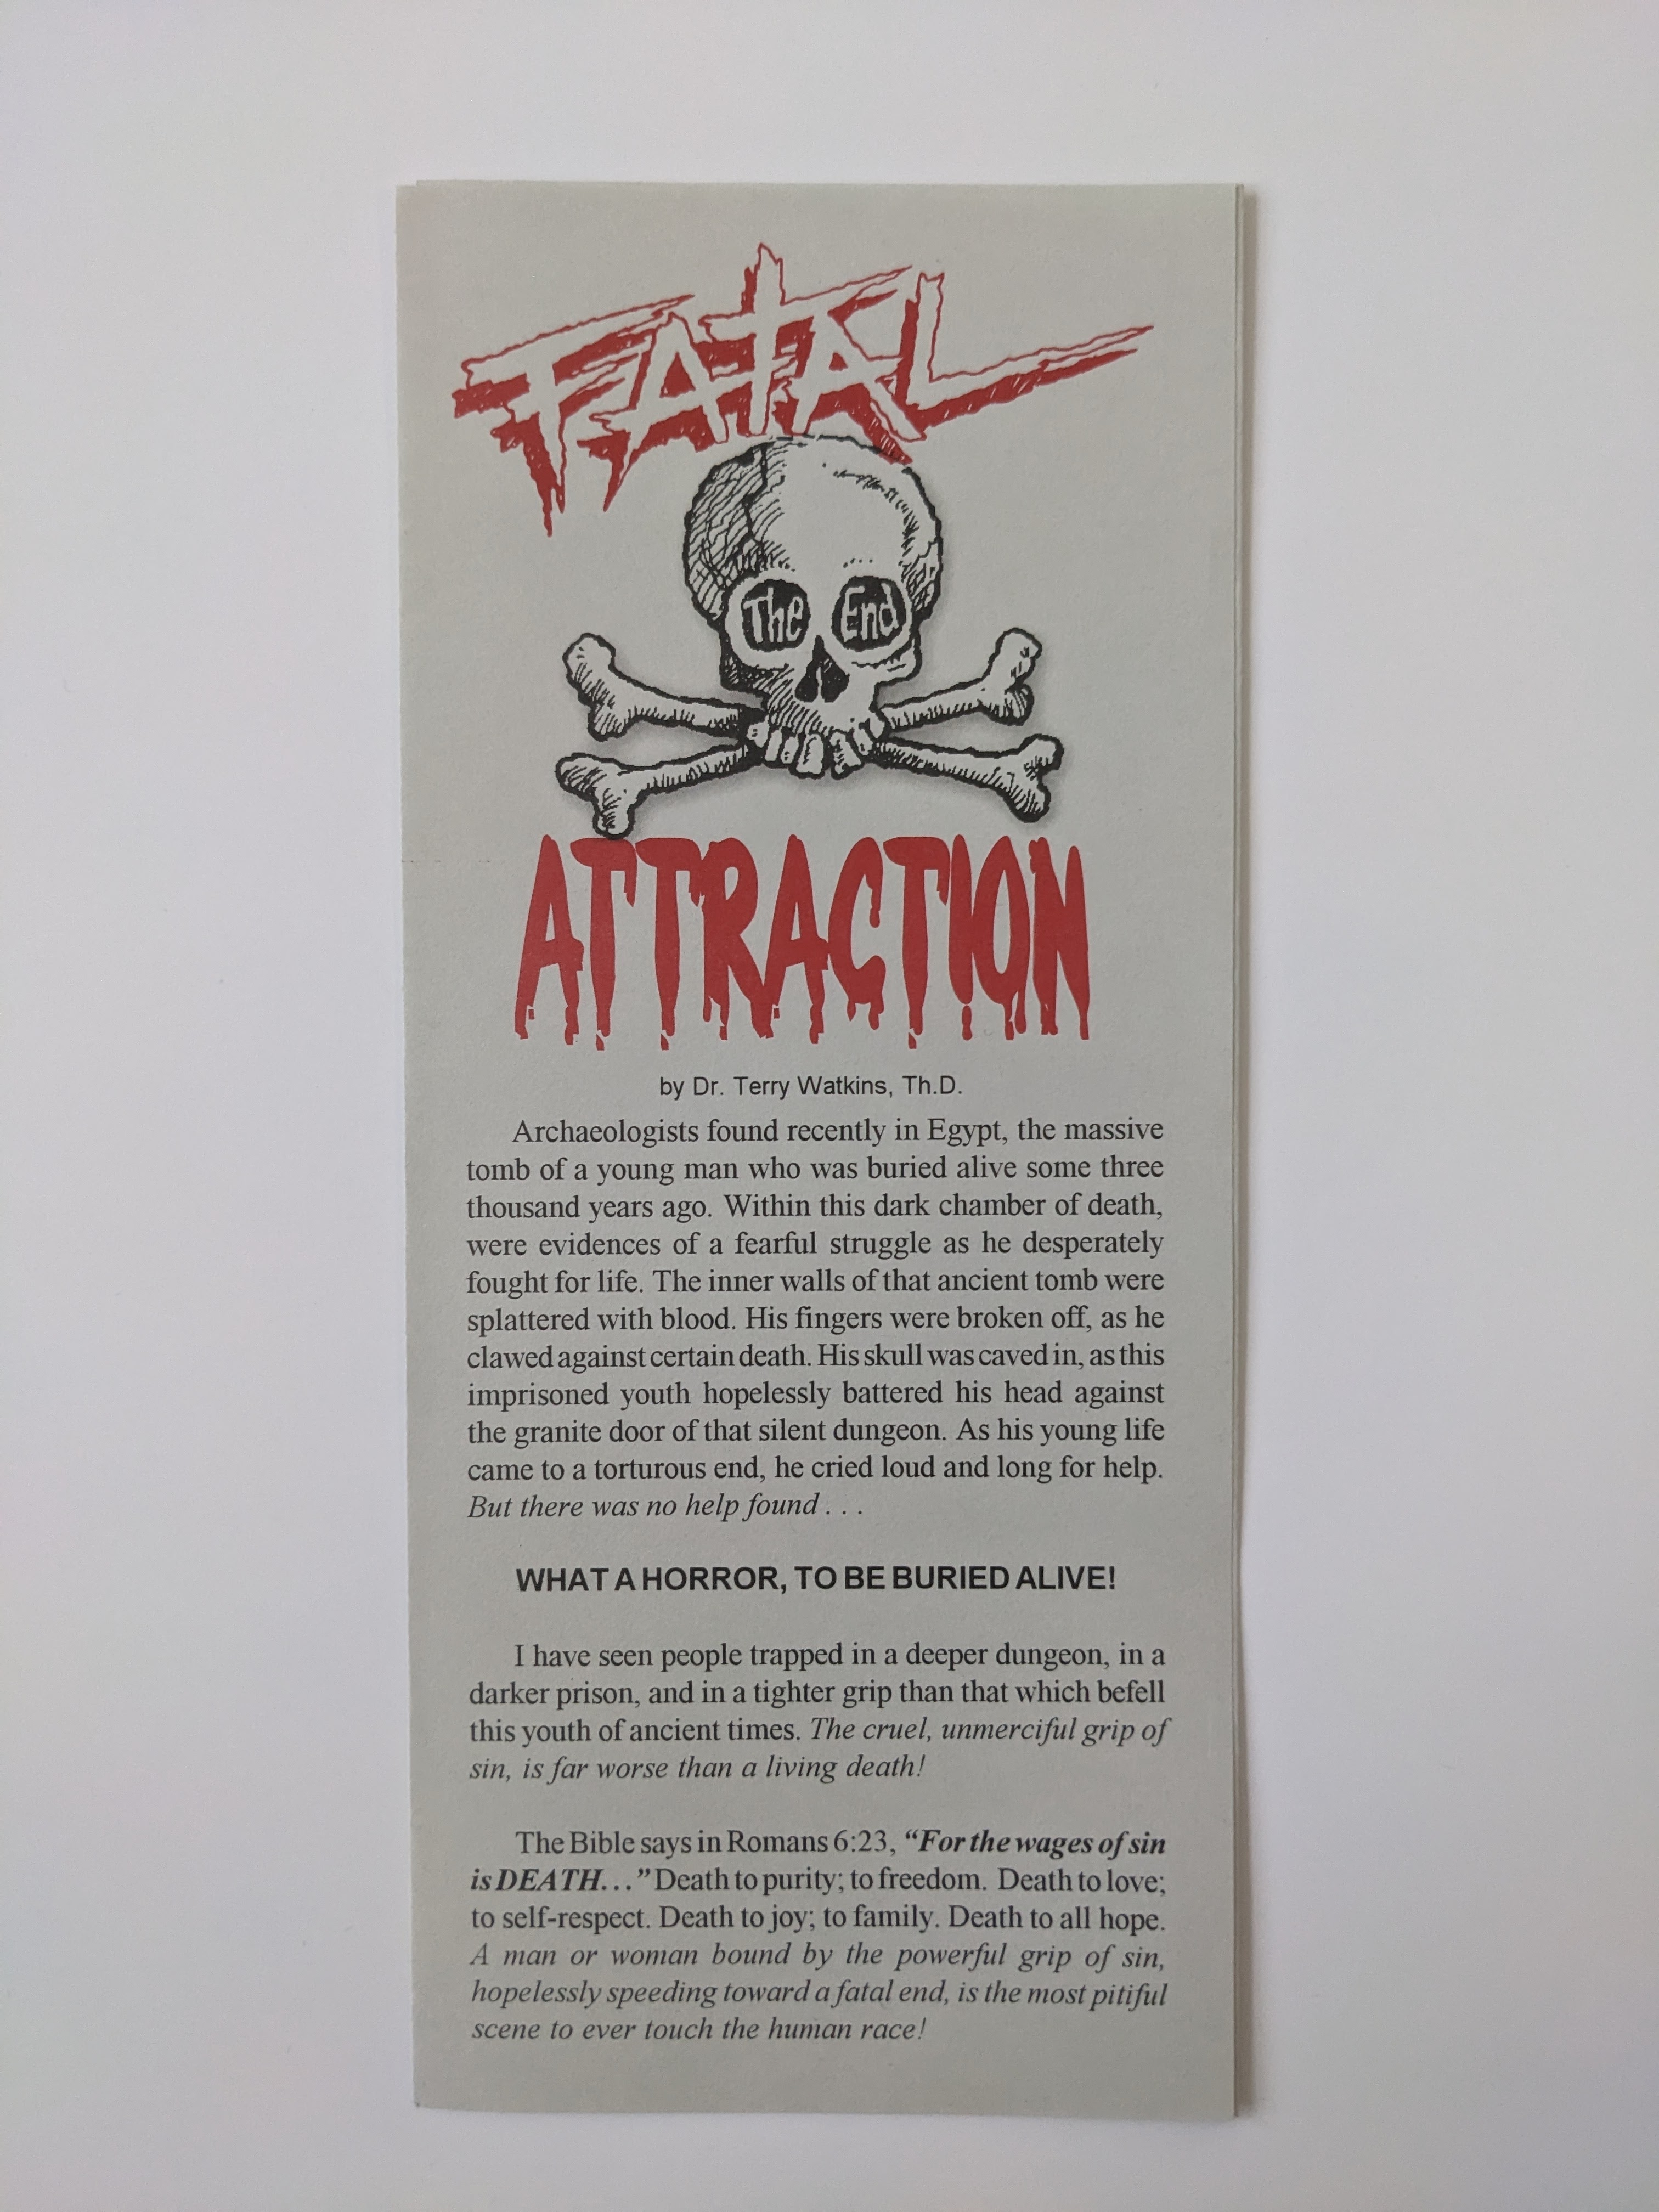 FATAL
The End
ATTRACTION
by Dr. Terry Watkins, Th.D.
Archaeologists found recently in Egypt, the massive
tomb of a young man who was buried alive some three
thousand years ago. Within this dark chamber of death,
were evidences of a fearful struggle as he desperately
fought for life. The inner walls of that ancient tomb were
splattered with blood. His fingers were broken off, as he
clawed against certain death. His skull was caved in, as this
imprisoned youth hopelessly battered his head against
the granite door of that silent dungeon. As his young life
came to a torturous end, he cried loud and long for help.
But there was no help found . . .
WHAT A HORROR, TO BE BURIED ALIVE!
I have seen people trapped in a deeper dungeon, in a
darker prison, and in a tighter grip than that which befell
this youth of ancient times. The cruel, unmerciful grip of
sin, is far worse than a living death!
The Bible says in Romans 6:23, “For the wages of sin
is DEATH. . . ” Death to purity; to freedom. Death to love;
to self-respect. Death to joy; to family. Death to all hope.
A man or woman bound by the powerful grip of sin,
hopelessly speeding toward a fatal end, is the most pitiful
scene to ever touch the human race!